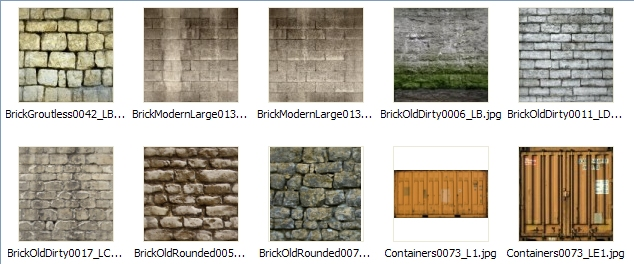 BrickGroutless0042_LB...
BrickModernLarge013...
BrickModernLarge013...
BrickOldDirty0006_LB.jpg
BrickOldDirty0011_LD...
BrickOldDirty0017_LC...
BrickOldRounded005...
BrickOldRounded007...
Containers0073_L1.jpg
Containers0073_LE1.jpg